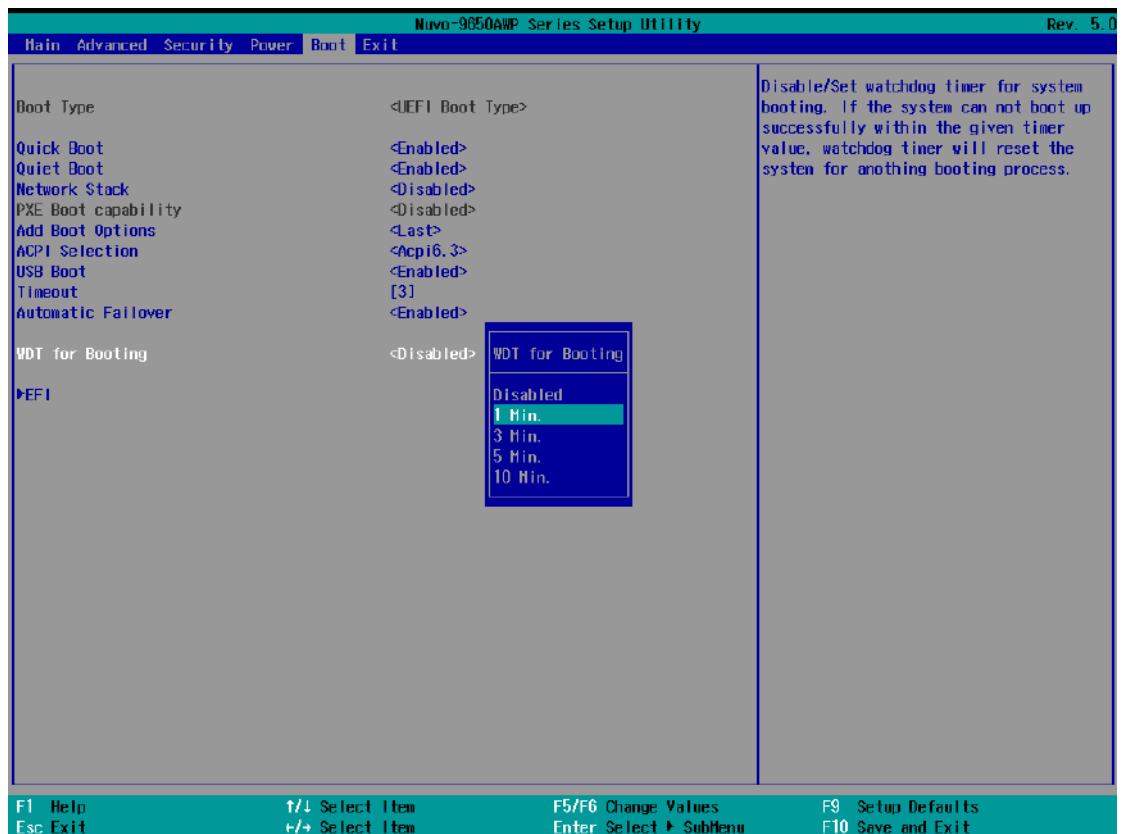 Nuvo-9650AWP Series Setup Utility Rev. 5.0
Main Advanced Security Power Boot Exit
Boot Type <UEFI Boot Type>
Quick Boot <Enabled>
Quiet Boot <Enabled>
Network Stack <Disabled>
PXE Boot capability <Disabled>
Add Boot Options <Last>
ACPI Selection <Acpi6.3>
USB Boot <Enabled>
Timeout [3]
Automatic Failover <Enabled>
WDT for Booting <Disabled>
▶EFI
WDT for Booting
Disabled
1 Min.
3 Min.
5 Min.
10 Min.
Disable/Set watchdog timer for system
booting. If the system can not boot up
successfully within the given timer
value, watchdog timer will reset the
system for anothing booting process.
F1 Help ↑/↓ Select Item F5/F6 Change Values F9 Setup Defaults
Esc Exit ←/→ Select Item Enter Select ▶ SubMenu F10 Save and Exit